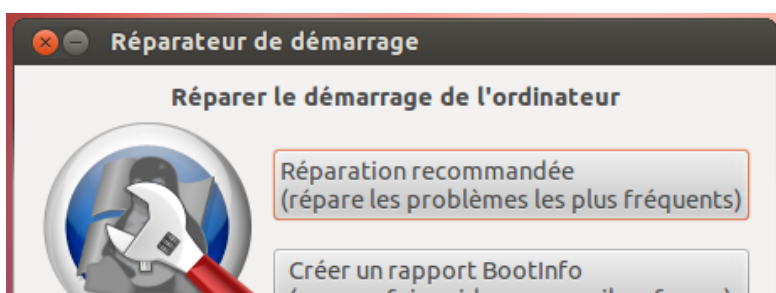 Réparateur de démarrage
Réparer le démarrage de l'ordinateur
Réparation recommandée
(répare les problèmes les plus fréquents)
Créer un rapport BootInfo